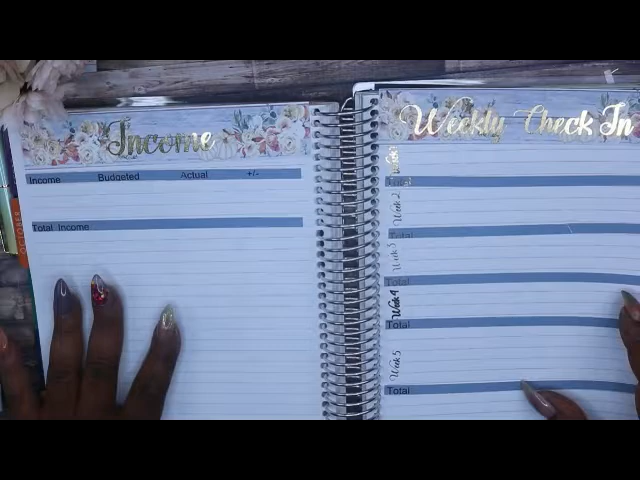 Income
Income Budgeted Actual +/-
Total Income
Weekly Check In
Total
Week 2
Total
Week 3
Total
Week 4
Total
Week 5
Total